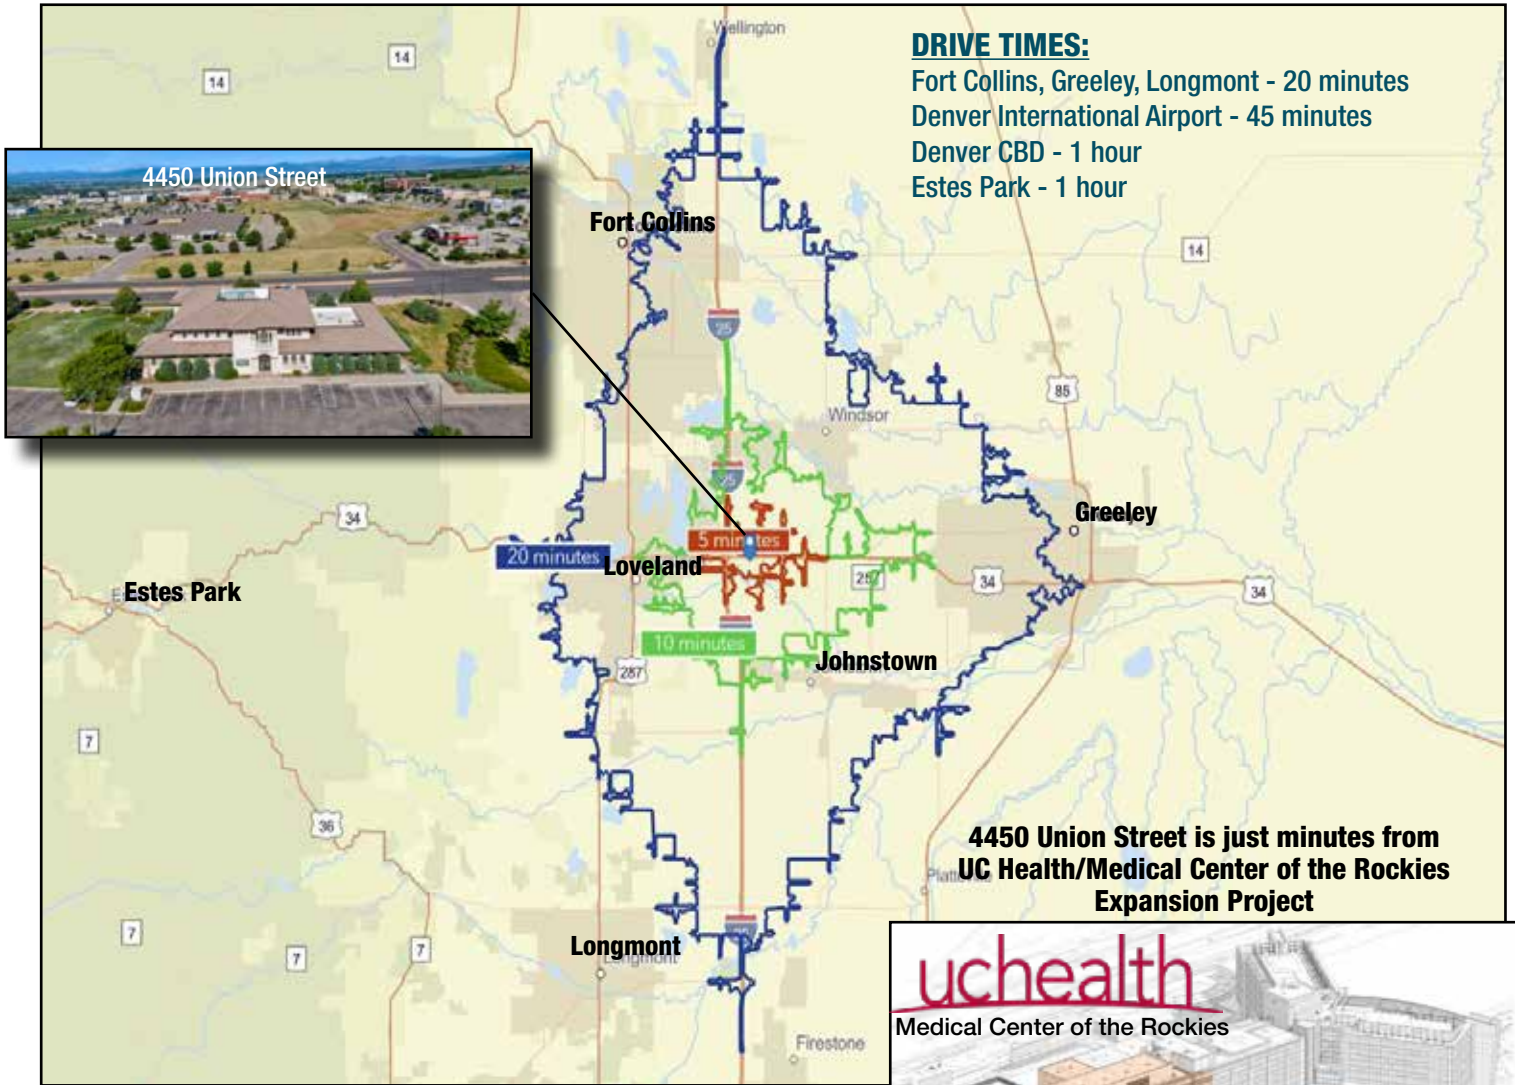 Wellington
DRIVE TIMES:
Fort Collins, Greeley, Longmont - 20 minutes
Denver International Airport - 45 minutes
Denver CBD - 1 hour
Estes Park - 1 hour
14
14
4450 Union Street
Fort Collins
14
25
85
Windsor
25
34
Greeley
5 minutes
20 minutes
Loveland
257
34
34
Estes Park
10 minutes
Johnstown
287
7
36
4450 Union Street is just minutes from
UC Health/Medical Center of the Rockies
Expansion Project
7
7
7
Longmont
Longmont
uchealth
Medical Center of the Rockies
Firestone